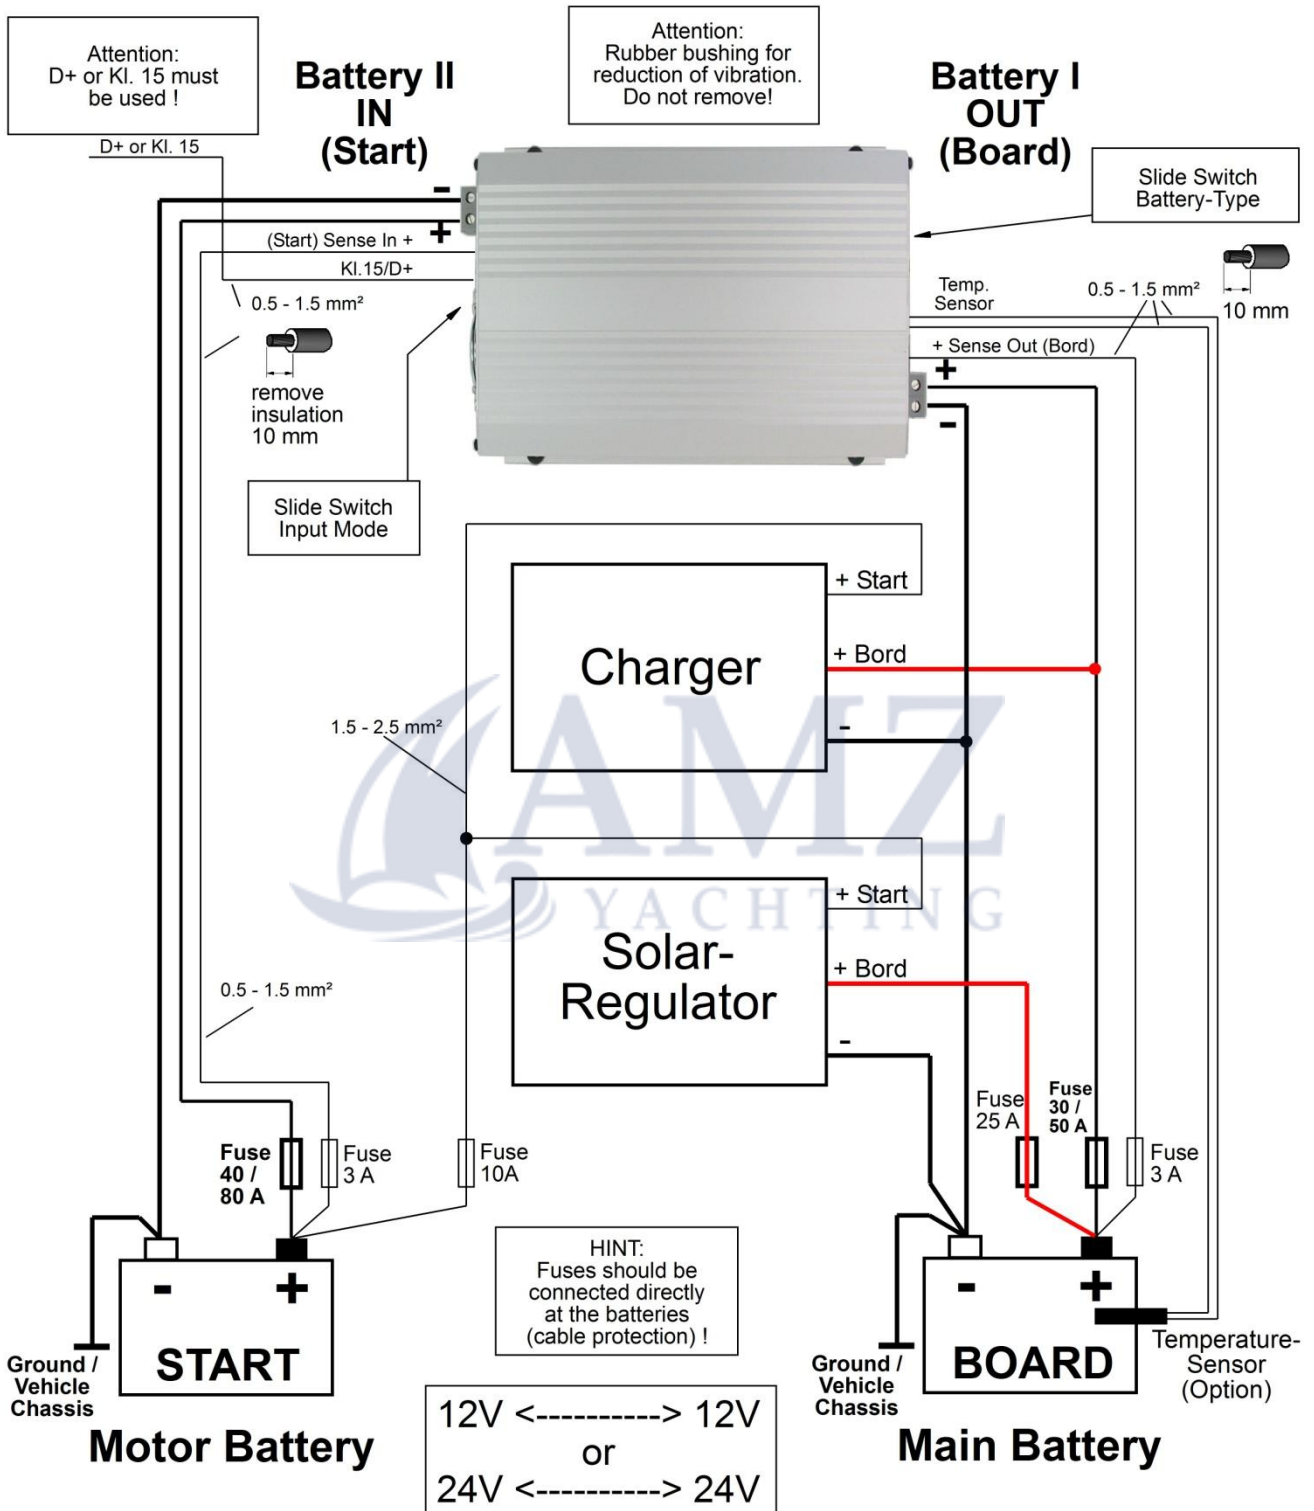 Attention:
D+ or Kl. 15 must
be used !
D+ or Kl. 15
Battery II
IN
(Start)
Attention:
Rubber bushing for
reduction of vibration.
Do not remove!
Battery I
OUT
(Board)
Slide Switch
Battery-Type
-
+
(Start) Sense In +
Kl.15/D+
0.5 - 1.5 mm²
remove
insulation
10 mm
Slide Switch
Input Mode
Temp.
Sensor
0.5 - 1.5 mm²
10 mm
+ Sense Out (Bord)
+
-
Charger
+ Start
+ Bord
-
1.5 - 2.5 mm²
AMZ
YACHTING
Solar-
Regulator
+ Start
+ Bord
-
0.5 - 1.5 mm²
Fuse
40 /
80 A
Fuse
3 A
Fuse
10A
Fuse
25 A
Fuse
30 /
50 A
Fuse
3 A
HINT:
Fuses should be
connected directly
at the batteries
(cable protection) !
- +
START
Ground /
Vehicle
Chassis
Motor Battery
- +
BOARD
Ground /
Vehicle
Chassis
Temperature-
Sensor
(Option)
Main Battery
12V <----------> 12V
or
24V <----------> 24V